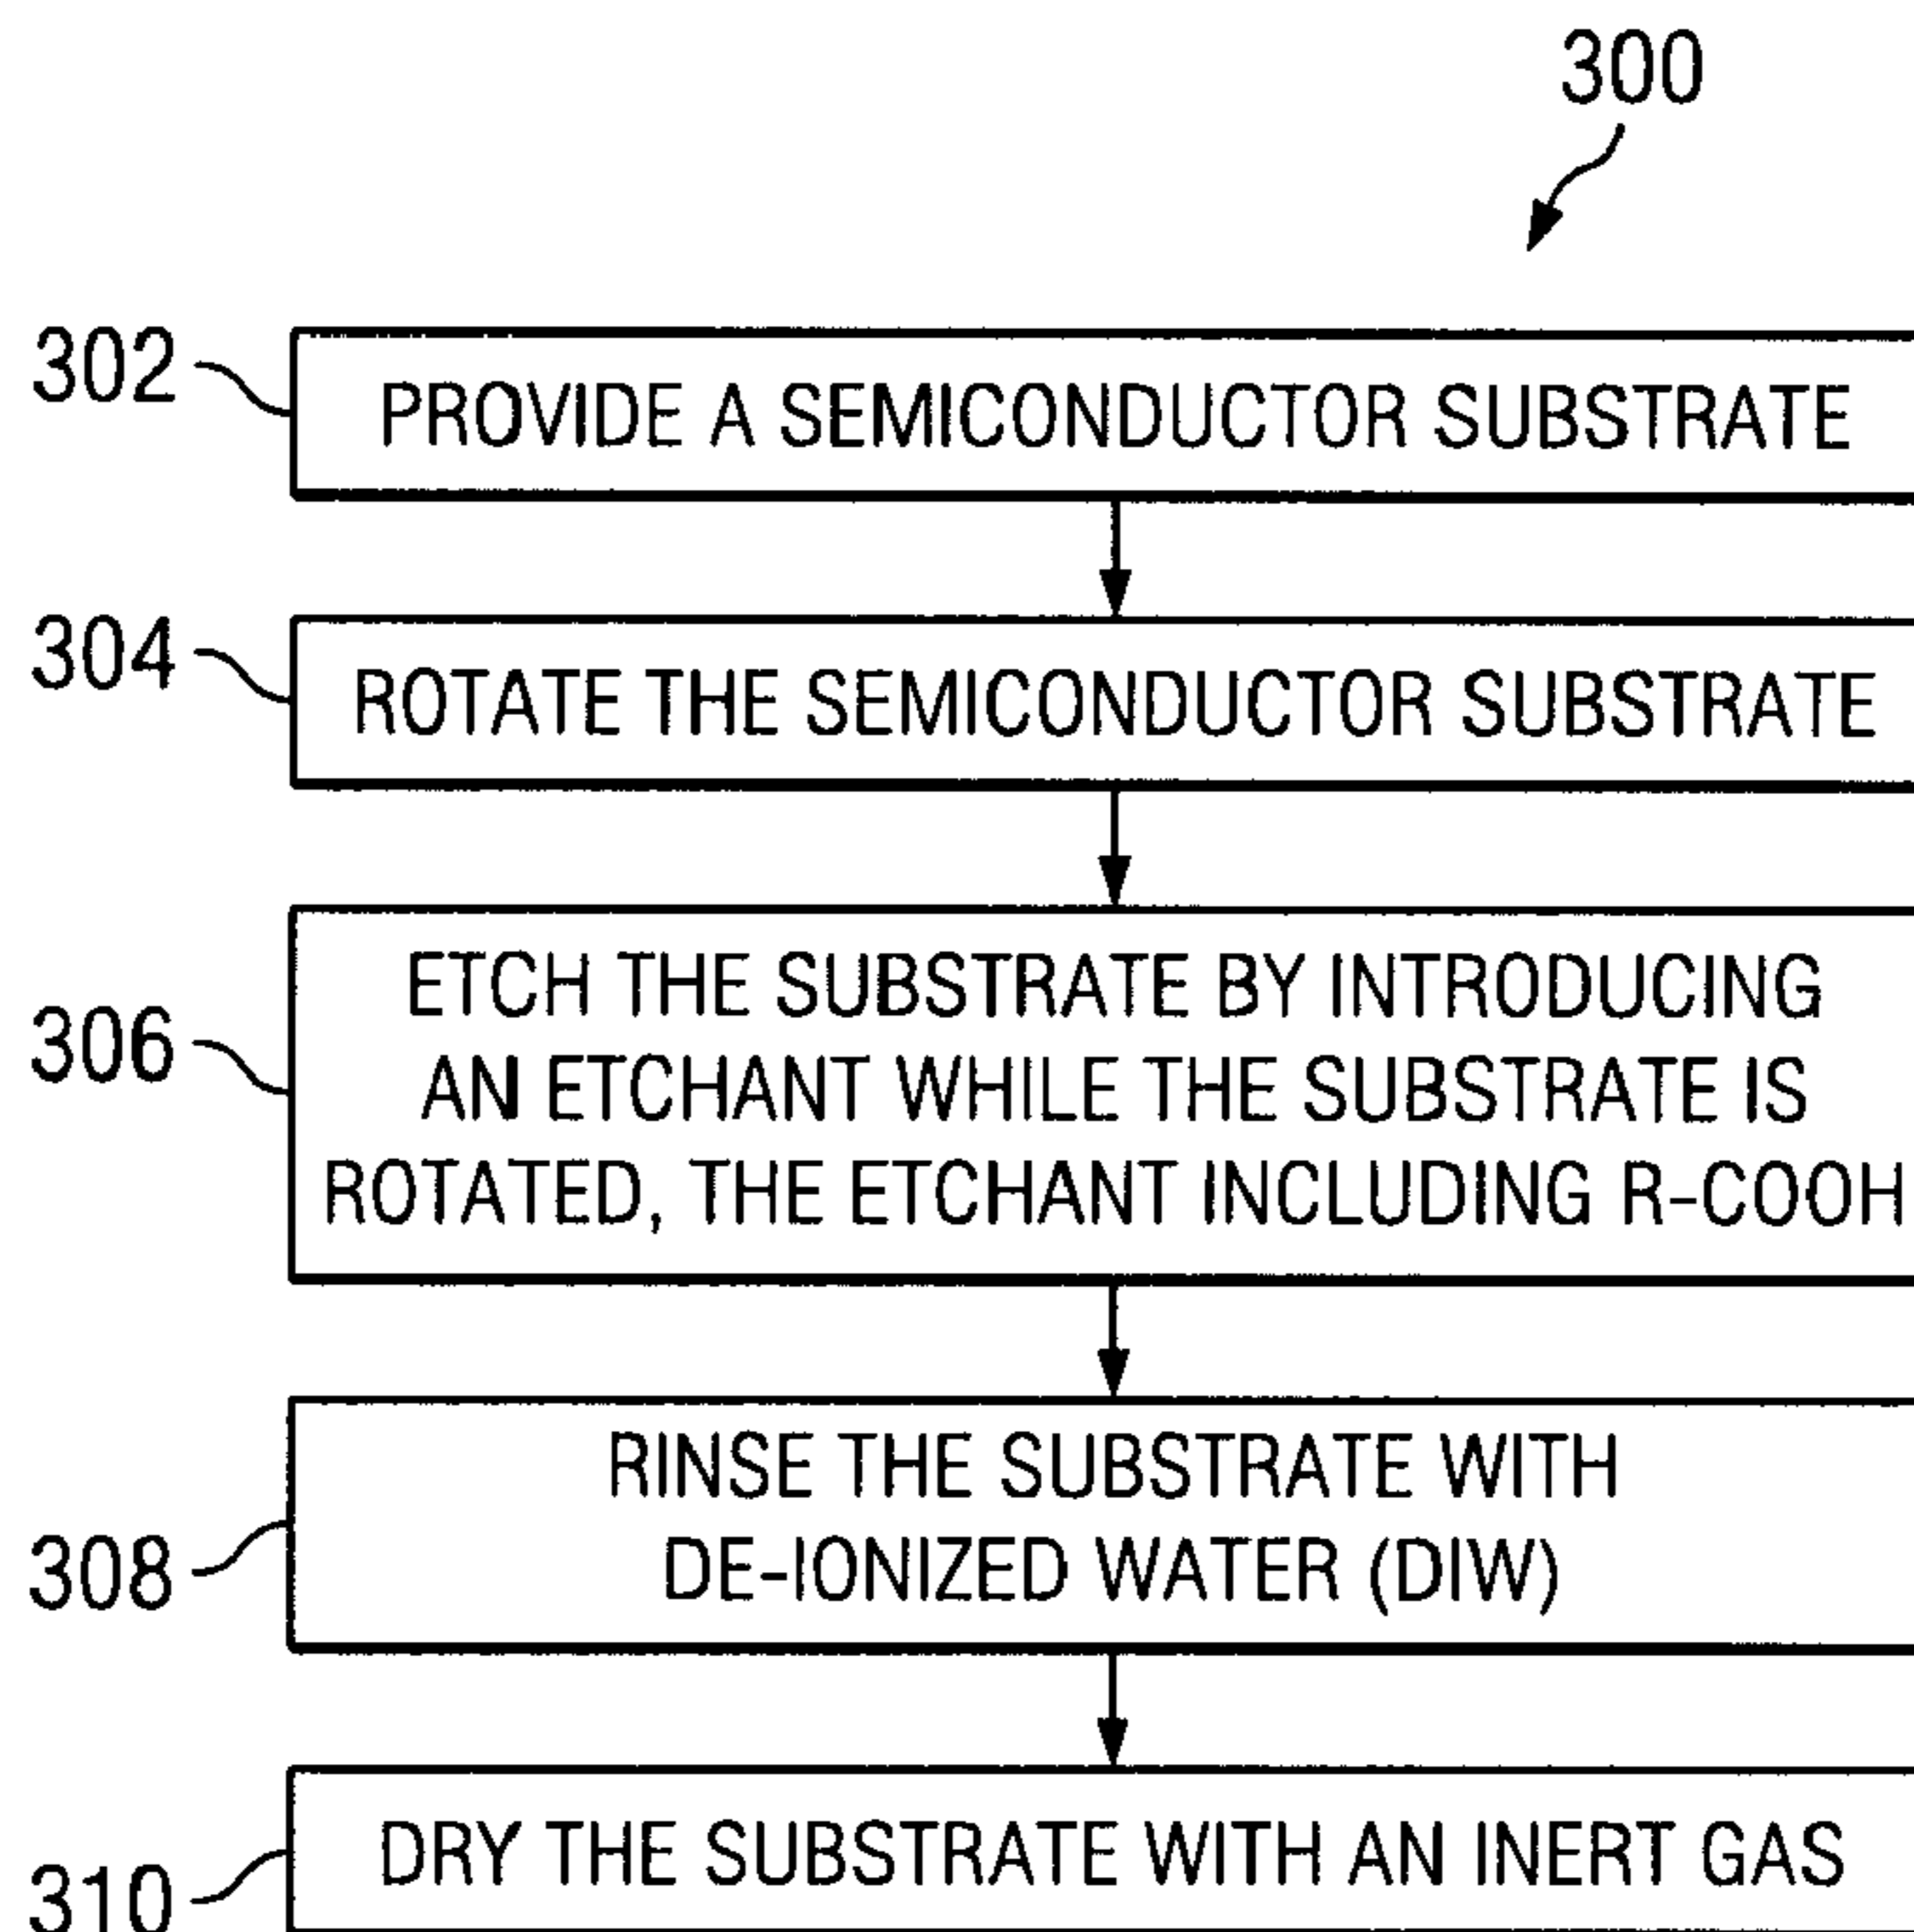 300
302
PROVIDE A SEMICONDUCTOR SUBSTRATE
304
ROTATE THE SEMICONDUCTOR SUBSTRATE
306
ETCH THE SUBSTRATE BY INTRODUCING
AN ETCHANT WHILE THE SUBSTRATE IS
ROTATED, THE ETCHANT INCLUDING R-COOH
308
RINSE THE SUBSTRATE WITH
DE-IONIZED WATER (DIW)
310
DRY THE SUBSTRATE WITH AN INERT GAS